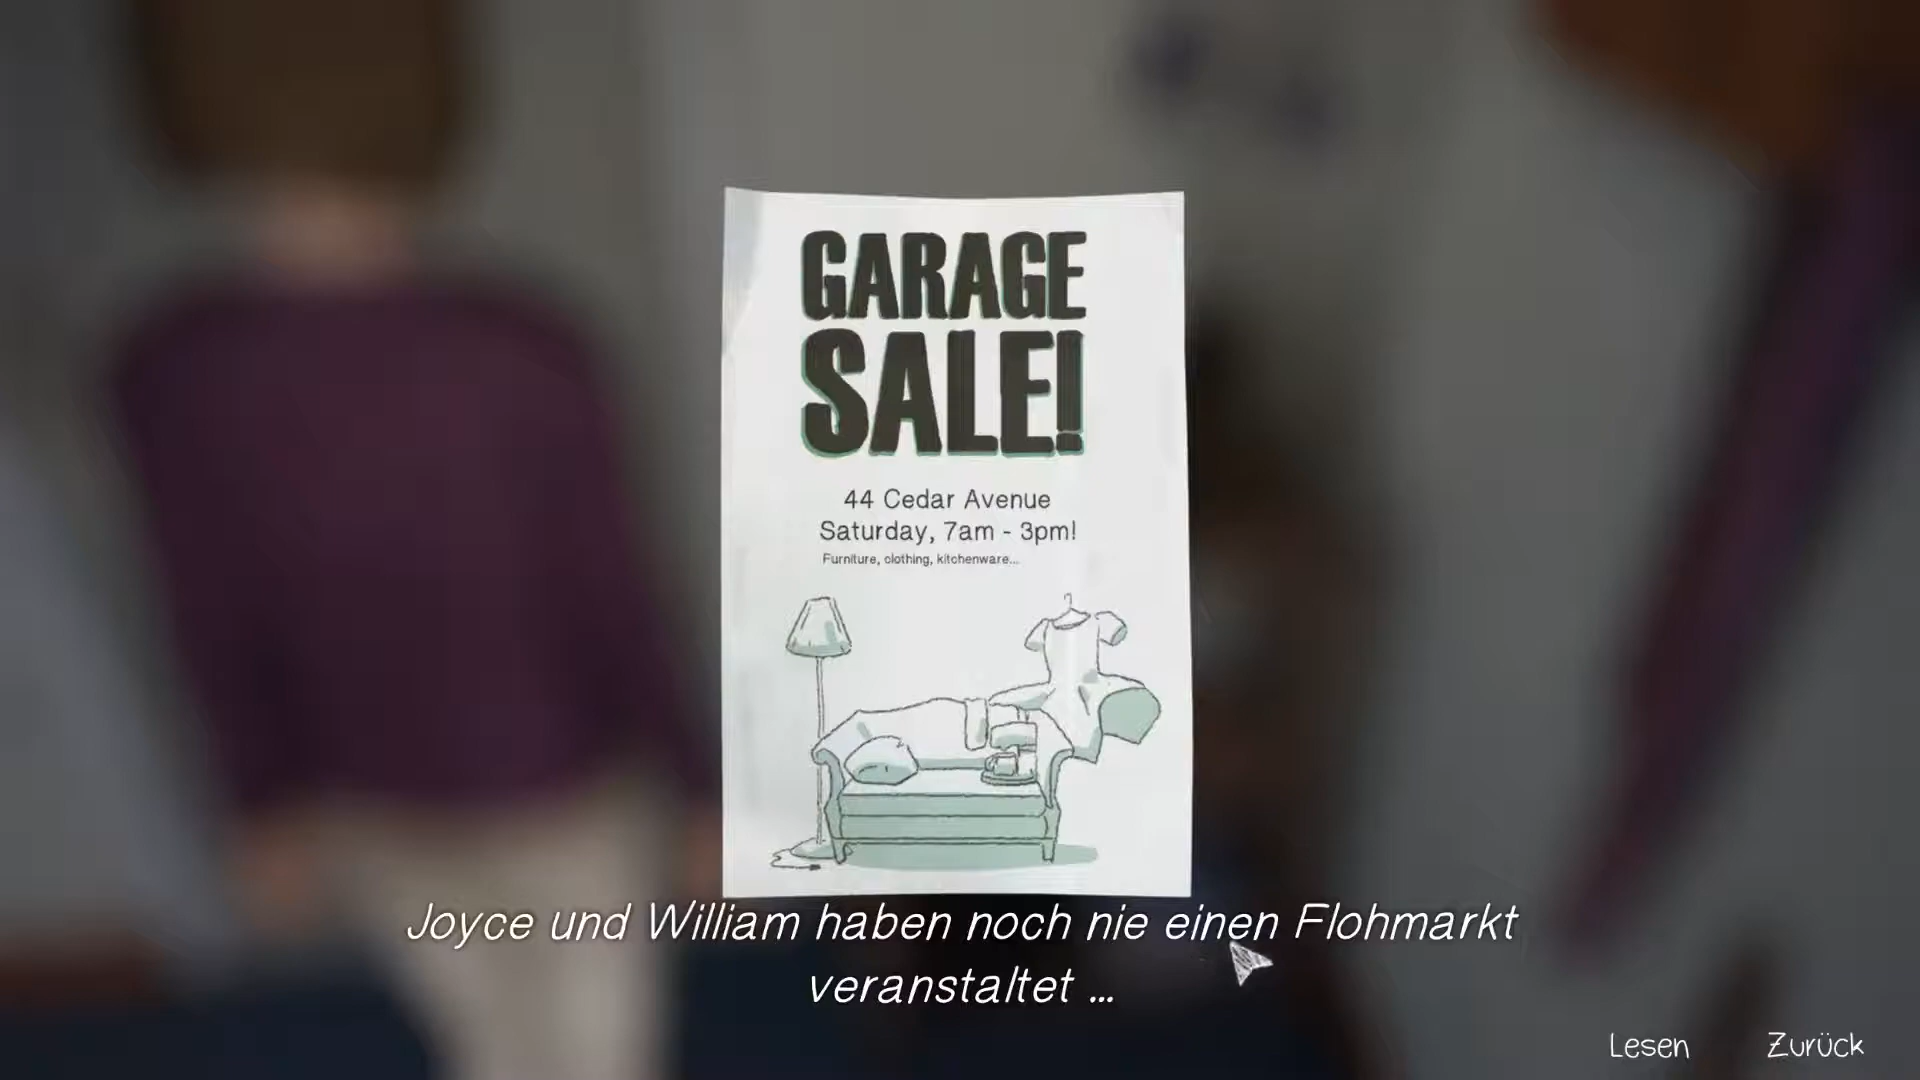 GARAGE
SALE!
44 Cedar Avenue
Saturday, 7am - 3pm!
Furniture, clothing, kitchenware...
Joyce und William haben noch nie einen Flohmarkt
veranstaltet ...
Lesen Zurück